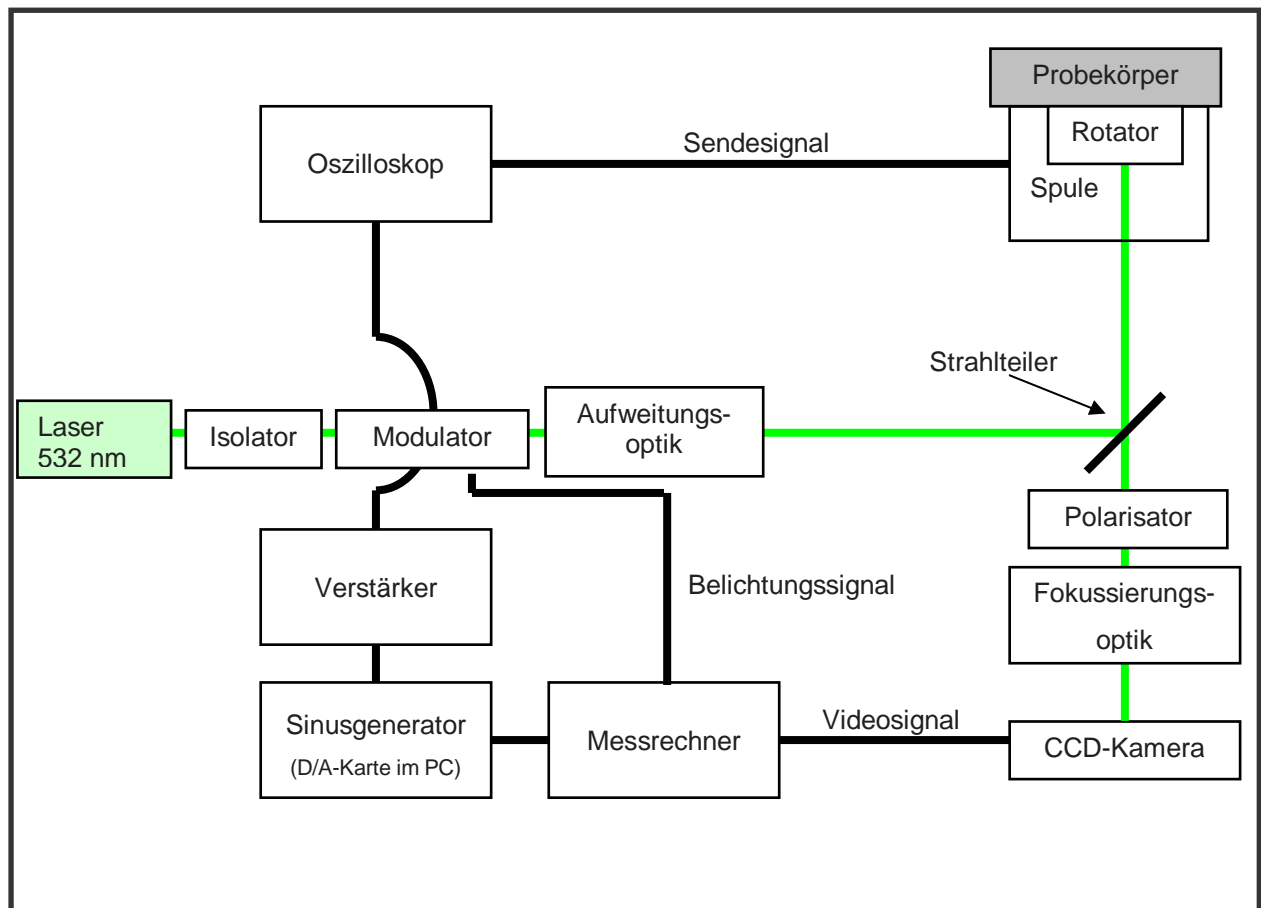 Probekörper
Rotator
Sendesignal
Oszilloskop
Spule
Strahlteiler
Aufweitungs-
optik
Laser
532 nm
Isolator
Modulator
Polarisator
Verstärker
Belichtungssignal
Fokussierungs-
optik
Sinusgenerator
(D/A-Karte im PC)
Messrechner
Videosignal
CCD-Kamera